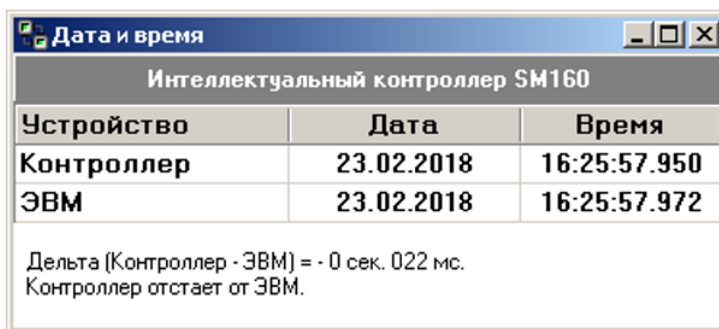 Дата и время
Интеллектуальный контроллер SM160
Устройство Дата Время
Контроллер 23.02.2018 16:25:57.950
ЭВМ 23.02.2018 16:25:57.972
Дельта (Контроллер - ЭВМ) = - 0 сек. 022 мс.
Контроллер отстает от ЭВМ.